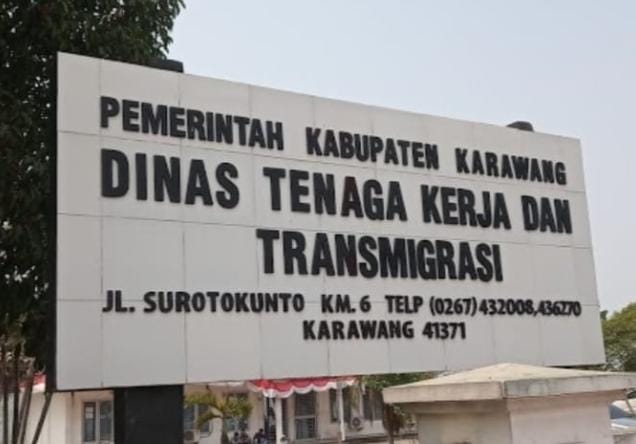 PEMERINTAH KABUPATEN KARAWANG
DINAS TENAGA KERJA DAN
TRANSMIGRASI
JL. SUROTOKUNTO KM. 6 TELP (0267) 432008,436270
KARAWANG 41371